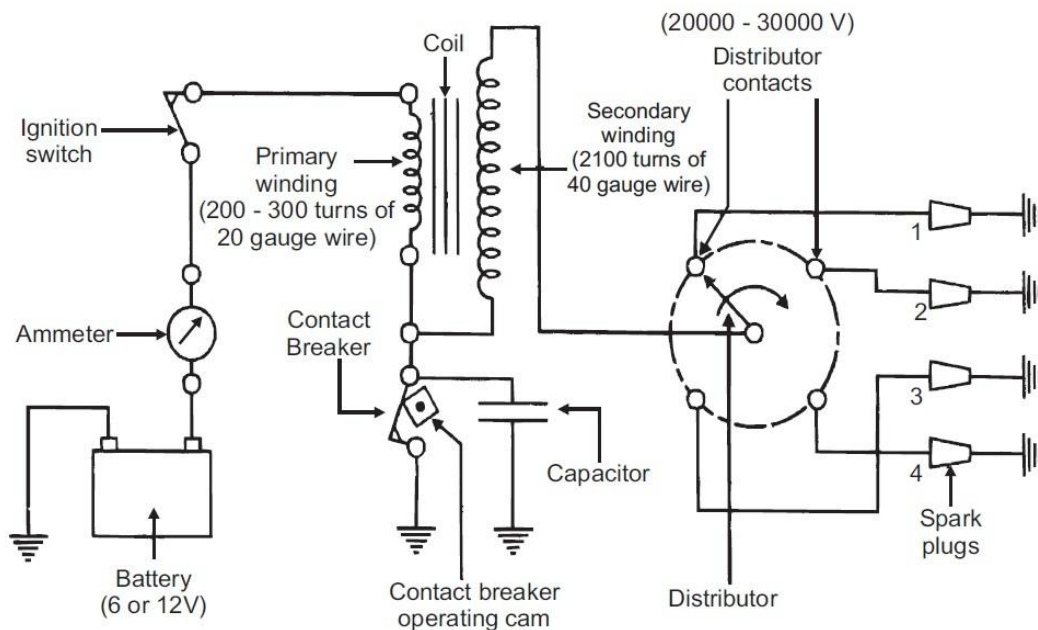 (20000 - 30000 V)
Distributor
contacts
Coil
Ignition
switch
Primary
winding
(200 - 300 turns of
20 gauge wire)
Secondary
winding
(2100 turns of
40 gauge wire)
1
2
3
4
Ammeter
Contact
Breaker
Capacitor
Spark
plugs
Battery
(6 or 12V)
Contact breaker
operating cam
Distributor